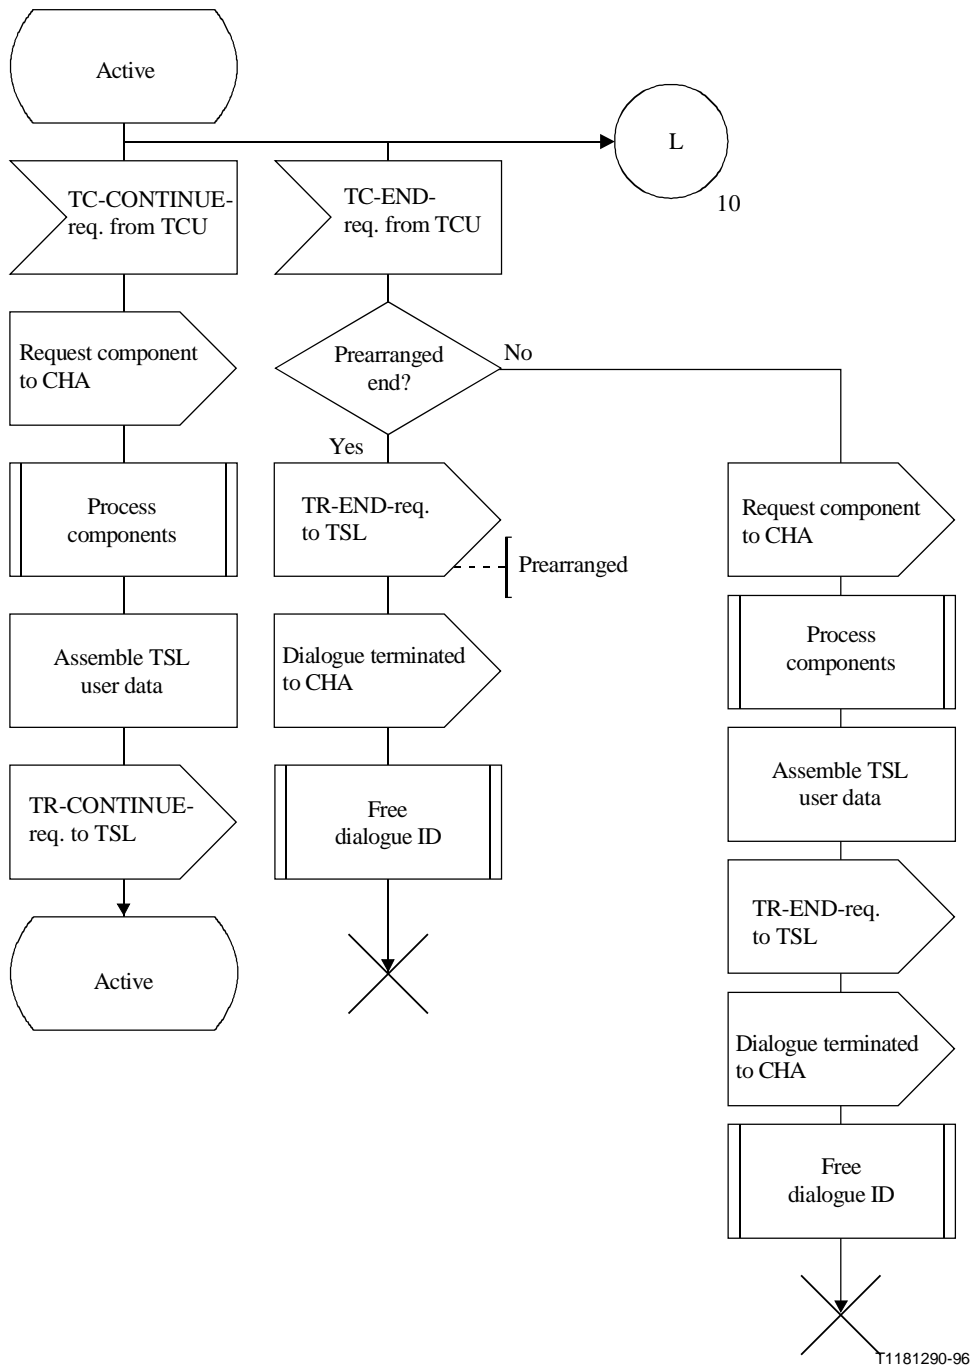 Active
L
10
TC-CONTINUE-
req. from TCU
TC-END-
req. from TCU
Request component
to CHA
Prearranged
end?
No
Yes
Process
components
TR-END-req.
to TSL
Prearranged
Request component
to CHA
Assemble TSL
user data
Dialogue terminated
to CHA
Process
components
TR-CONTINUE-
req. to TSL
Free
dialogue ID
Assemble TSL
user data
Active
TR-END-req.
to TSL
Dialogue terminated
to CHA
Free
dialogue ID
T1181290-96